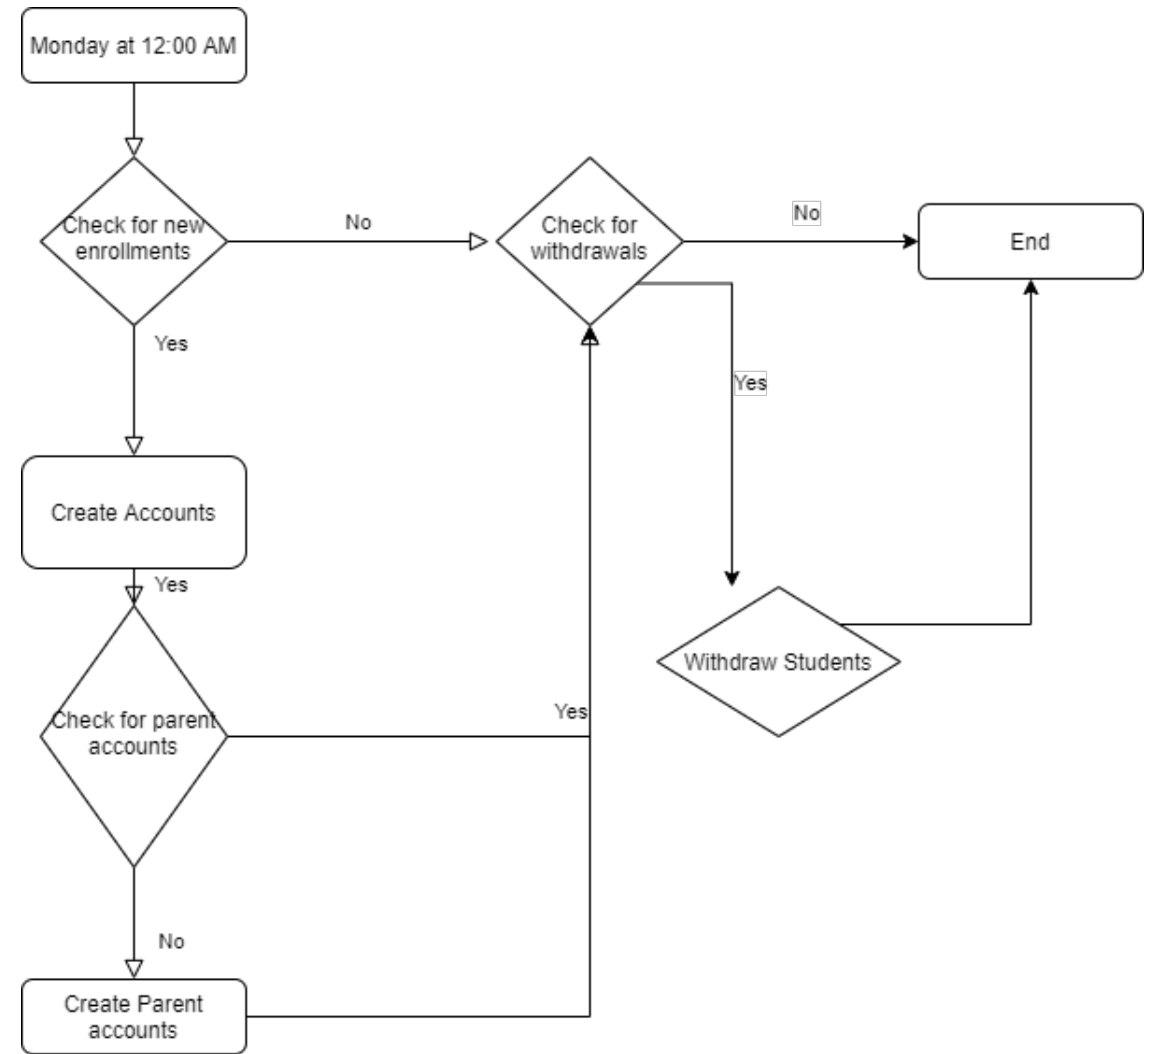 Monday at 12:00 AM
Check for new
enrollments
No
Check for
withdrawals
No
End
Yes
Yes
Create Accounts
Yes
Withdraw Students
Check for parent
accounts
Yes
No
Create Parent
accounts